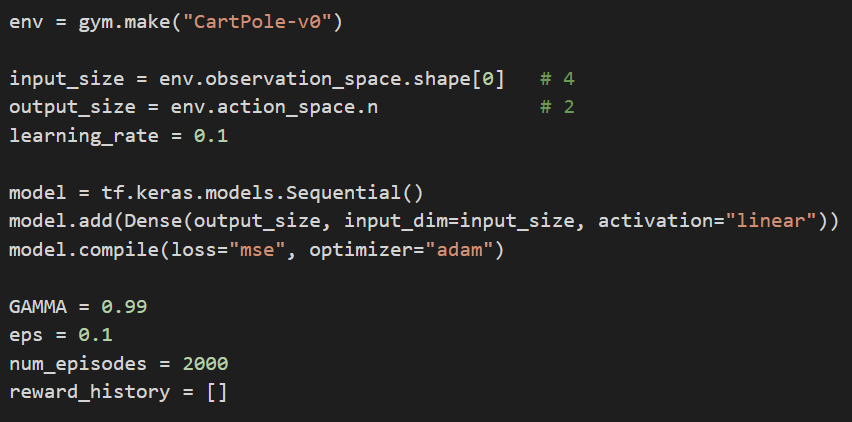 env = gym.make("CartPole-v0")
input_size = env.observation_space.shape[0]   # 4
output_size = env.action_space.n              # 2
learning_rate = 0.1
model = tf.keras.models.Sequential()
model.add(Dense(output_size, input_dim=input_size, activation="linear"))
model.compile(loss="mse", optimizer="adam")
GAMMA = 0.99
eps = 0.1
num_episodes = 2000
reward_history = []